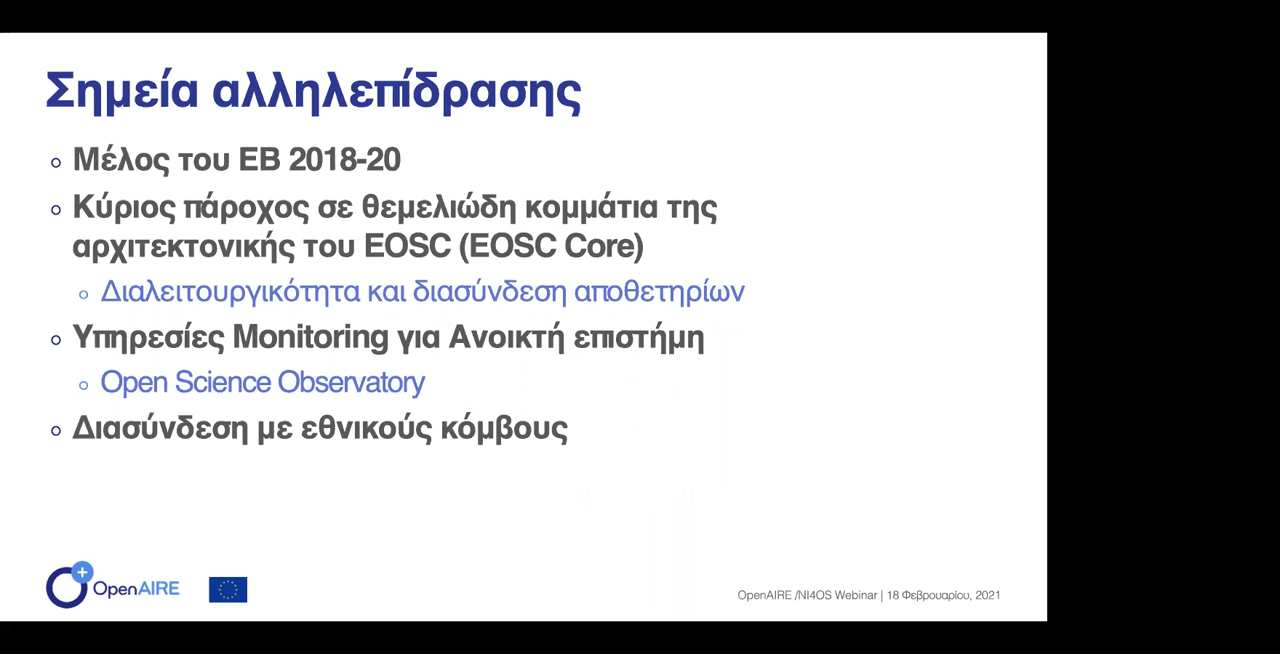 Σημεία αλληλεπίδρασης
Μέλος του EB 2018-20
Κύριος πάροχος σε θεμελιώδη κομμάτια της
αρχιτεκτονικής του EOSC (EOSC Core)
Διαλειτουργικότητα και διασύνδεση αποθετηρίων
Υπηρεσίες Monitoring για Ανοικτή επιστήμη
Open Science Observatory
Διασύνδεση με εθνικούς κόμβους
OpenAIRE
OpenAIRE /NI4OS Webinar | 18 Φεβρουαρίου, 2021